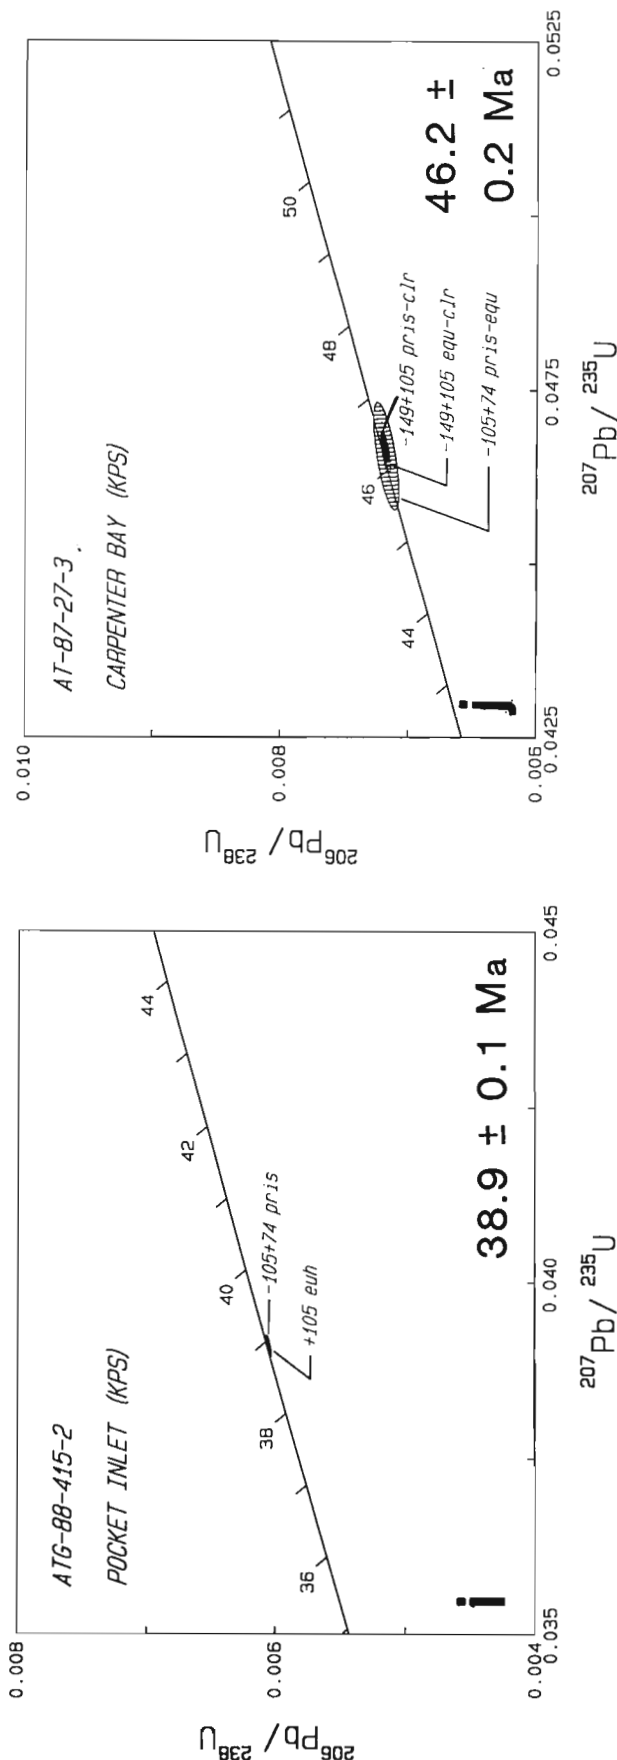 ATG-88-415-2
POCKET INLET (KPS)
0.008
0.006
0.004
206Pb/ 238U
36
38
40
42
44
-105+74 pris
+105 euh
i
38.9 ± 0.1 Ma
0.035
0.040
0.045
207Pb/ 235U
AT-87-27-3
CARPENTER BAY (KPS)
0.010
0.008
0.006
206Pb/ 238U
44
46
48
50
-149+105 pris-clr
-149+105 equ-clr
-105+74 pris-equ
j
46.2 ±
0.2 Ma
0.0425
0.0475
0.0525
207Pb/ 235U